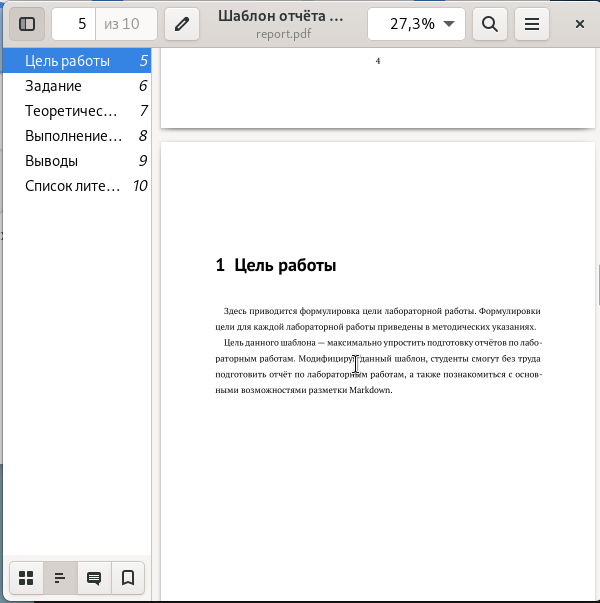 5 из 10
Шаблон отчёта ...
report.pdf
27,3%
Цель работы 5
Задание 6
Теоретичес... 7
Выполнение... 8
Выводы 9
Список лите... 10
4
1 Цель работы
Здесь приводится формулировка цели лабораторной работы. Формулировки
цели для каждой лабораторной работы приведены в методических указаниях.
Цель данного шаблона — максимально упростить подготовку отчётов по лабо-
раторным работам. Модифицируя данный шаблон, студенты смогут без труда
подготовить отчёт по лабораторным работам, а также познакомиться с основ-
ными возможностями разметки Markdown.